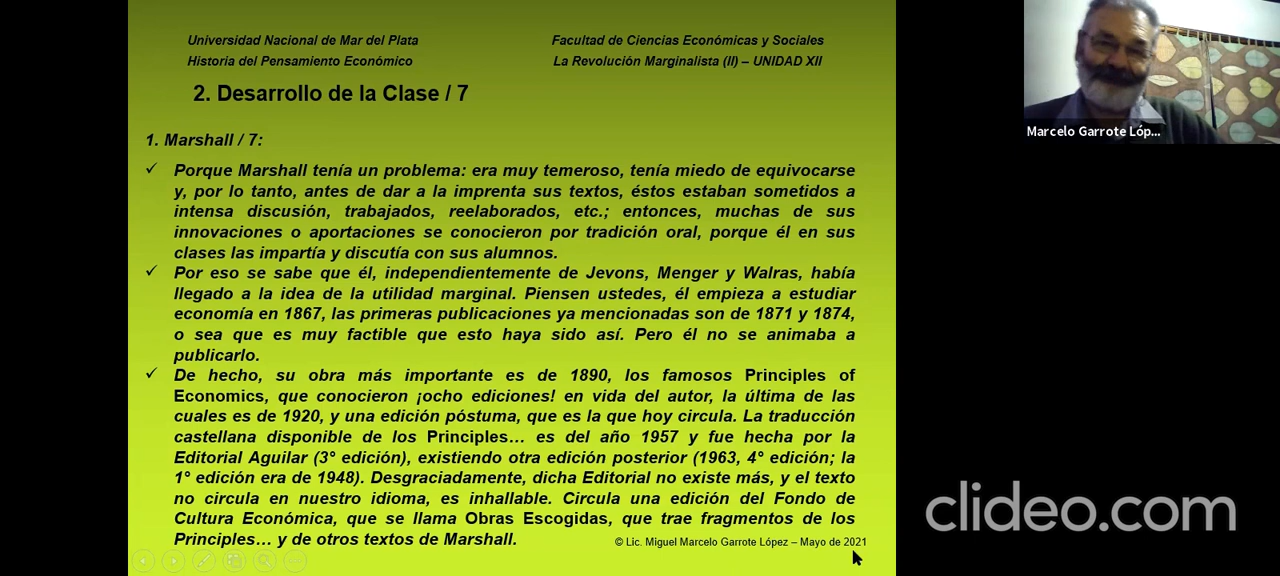 Universidad Nacional de Mar del Plata
Facultad de Ciencias Económicas y Sociales
Historia del Pensamiento Económico
La Revolución Marginalista (II) – UNIDAD XII
2. Desarrollo de la Clase / 7
1. Marshall / 7:
✓ Porque Marshall tenía un problema: era muy temeroso, tenía miedo de equivocarse
y, por lo tanto, antes de dar a la imprenta sus textos, éstos estaban sometidos a
intensa discusión, trabajados, reelaborados, etc.; entonces, muchas de sus
innovaciones o aportaciones se conocieron por tradición oral, porque él en sus
clases las impartía y discutía con sus alumnos.
✓ Por eso se sabe que él, independientemente de Jevons, Menger y Walras, había
llegado a la idea de la utilidad marginal. Piensen ustedes, él empieza a estudiar
economía en 1867, las primeras publicaciones ya mencionadas son de 1871 y 1874,
o sea que es muy factible que esto haya sido así. Pero él no se animaba a
publicarlo.
✓ De hecho, su obra más importante es de 1890, los famosos Principles of
Economics, que conocieron ¡ocho ediciones! en vida del autor, la última de las
cuales es de 1920, y una edición póstuma, que es la que hoy circula. La traducción
castellana disponible de los Principles… es del año 1957 y fue hecha por la
Editorial Aguilar (3° edición), existiendo otra edición posterior (1963, 4° edición; la
1° edición era de 1948). Desgraciadamente, dicha Editorial no existe más, y el texto
no circula en nuestro idioma, es inhallable. Circula una edición del Fondo de
Cultura Económica, que se llama Obras Escogidas, que trae fragmentos de los
Principles… y de otros textos de Marshall.
© Lic. Miguel Marcelo Garrote López – Mayo de 2021
Marcelo Garrote Lóp...
clideo.com